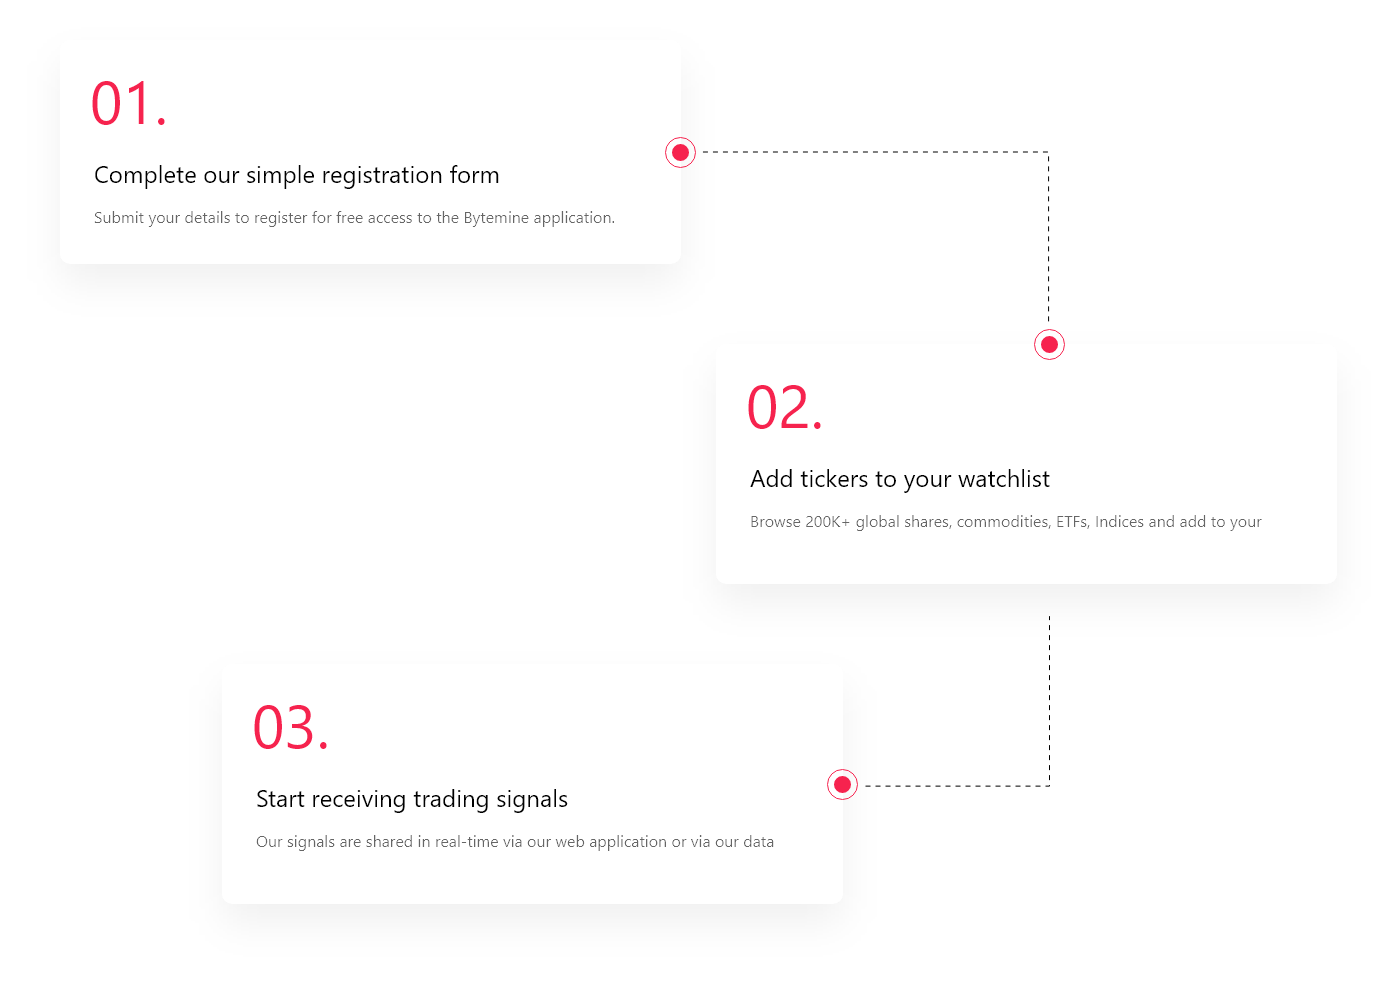 01.
Complete our simple registration form
Submit your details to register for free access to the Bytemine application.
02.
Add tickers to your watchlist
Browse 200K+ global shares, commodities, ETFs, Indices and add to your
03.
Start receiving trading signals
Our signals are shared in real-time via our web application or via our data